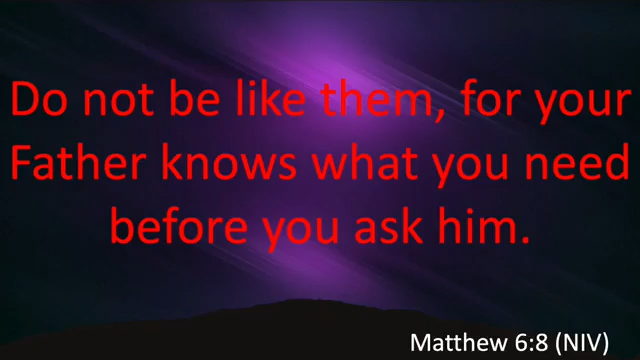 Do not be like them, for your
Father knows what you need
before you ask him.
Matthew 6:8 (NIV)